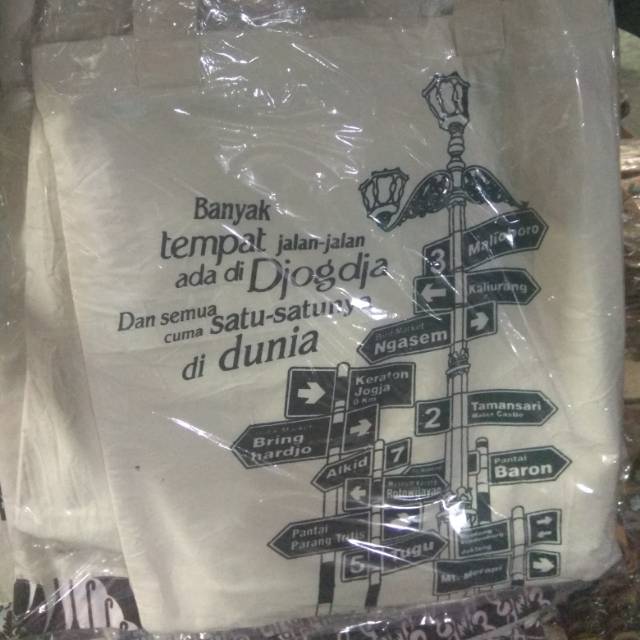 Banyak
tempat jalan-jalan
ada di Djogdja
Dan semua
cuma satu-satunya
di dunia
3 Malioboro
Kaliurang
Ngasem
Keraton
Jogja
2 Tamansari
Bring
hardjo
Alkid 7
Pantai
Baron
Pantai
Parang
5 Tugu